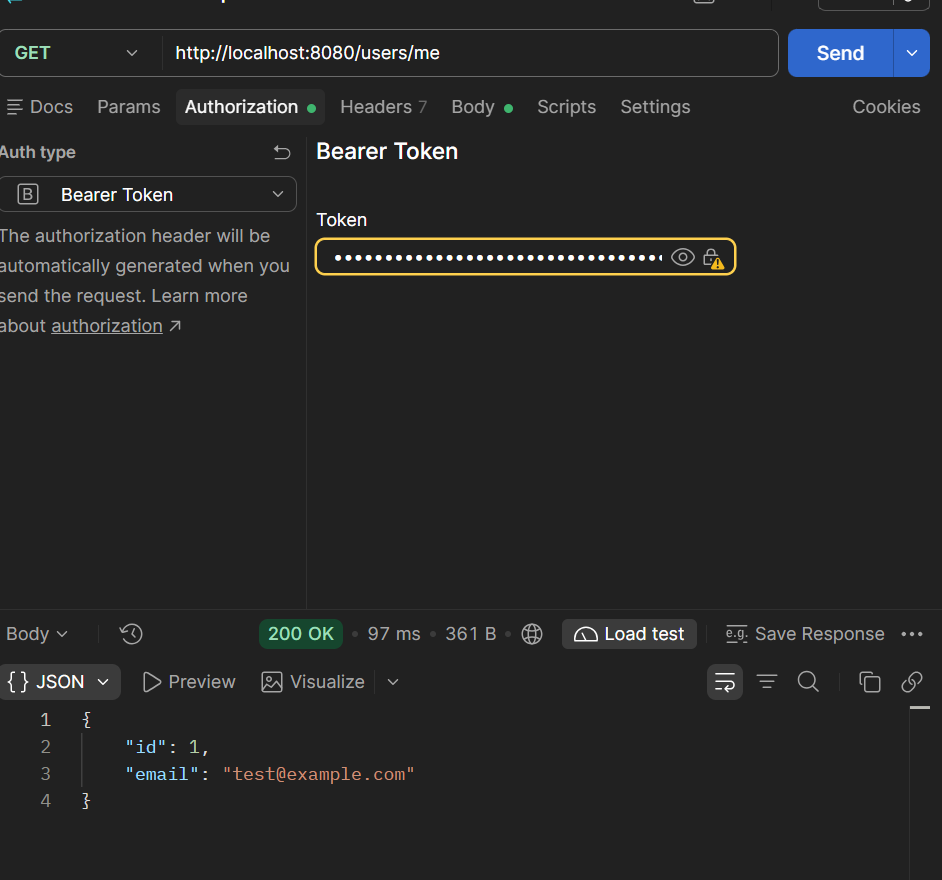 GET http://localhost:8080/users/me Send
Docs Params Authorization Headers 7 Body Scripts Settings Cookies
Auth type
B Bearer Token
The authorization header will be
automatically generated when you
send the request. Learn more
about authorization ↗
Bearer Token
Token
••••••••••••••••••••••••••••••••
Body 200 OK • 97 ms • 361 B • Load test e.g. Save Response •••
{} JSON Preview Visualize
1 {
2 "id": 1,
3 "email": "test@example.com"
4 }